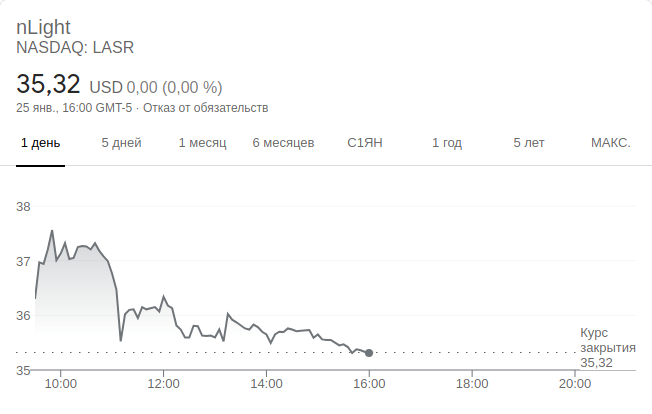 nLight
NASDAQ: LASR
35,32 USD 0,00 (0,00 %)
25 янв., 16:00 GMT-5 · Отказ от обязательств
1 день 5 дней 1 месяц 6 месяцев С1ЯН 1 год 5 лет МАКС.
38
37
36
35
Курс
закрытия
35,32
10:00 12:00 14:00 16:00 18:00 20:00